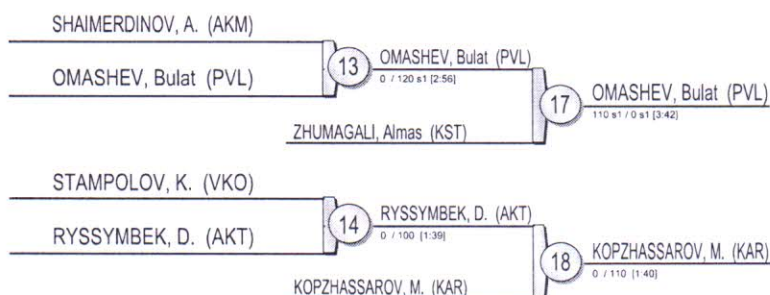 SHAIMERDINOV, A. (AKM)
OMASHEV, Bulat (PVL)
13
OMASHEV, Bulat (PVL)
0 / 120 s1 [2:56]
ZHUMAGALI, Almas (KST)
17
OMASHEV, Bulat (PVL)
110 s1 / 0 s1 [3:42]
STAMPOLOV, K. (VKO)
RYSSYMBEK, D. (AKT)
14
RYSSYMBEK, D. (AKT)
0 / 100 [1:39]
KOPZHASSAROV, M. (KAR)
18
KOPZHASSAROV, M. (KAR)
0 / 110 [1:40]